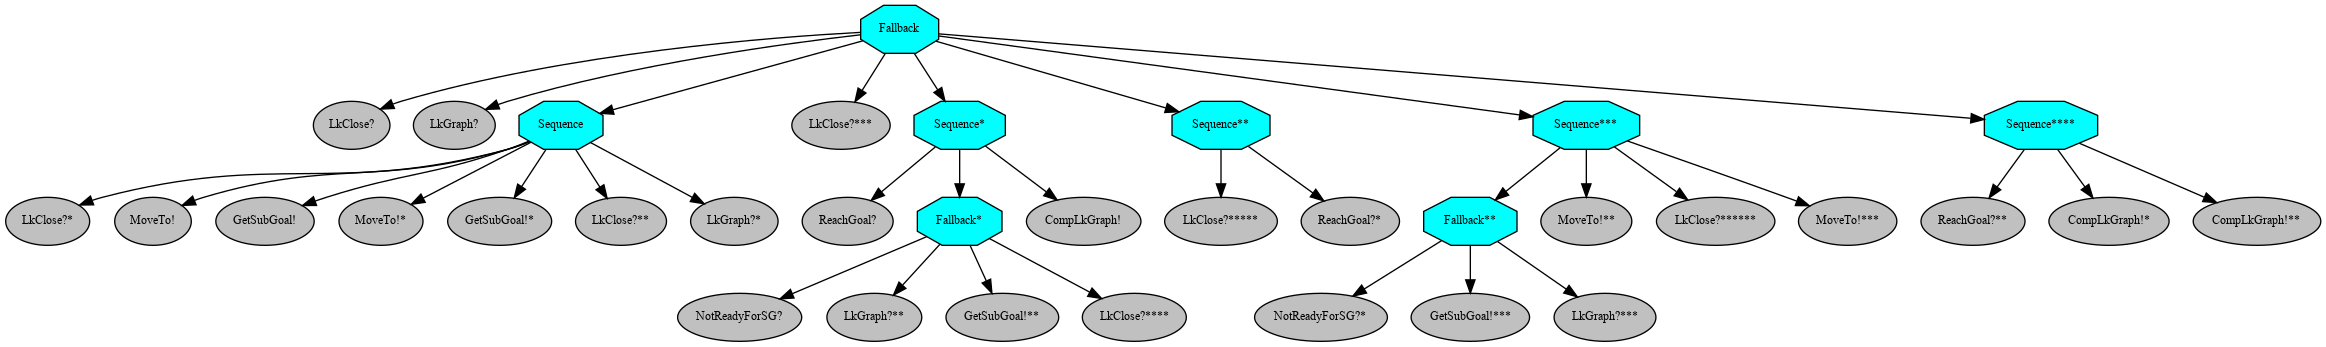 Fallback
LkClose?
LkGraph?
Sequence
LkClose?***
Sequence*
Sequence**
Sequence***
Sequence****
LkClose?*
MoveTo!
GetSubGoal!
MoveTo!*
GetSubGoal!*
LkClose?**
LkGraph?*
ReachGoal?
Fallback*
CompLkGraph!
LkClose?*****
ReachGoal?*
Fallback**
MoveTo!**
LkClose?******
MoveTo!***
ReachGoal?**
CompLkGraph!*
CompLkGraph!**
NotReadyForSG?
LkGraph?**
GetSubGoal!**
LkClose?****
NotReadyForSG?*
GetSubGoal!***
LkGraph?***